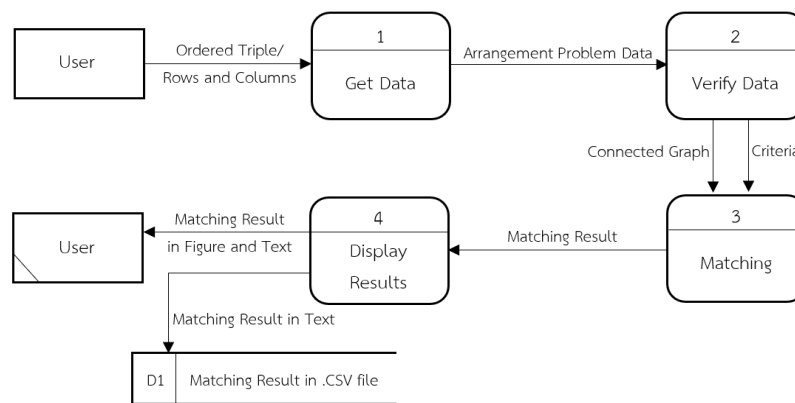 User
Ordered Triple/
Rows and Columns
1
Get Data
Arrangement Problem Data
2
Verify Data
Connected Graph
Criteria
User
Matching Result
in Figure and Text
4
Display
Results
Matching Result
3
Matching
Matching Result in Text
D1
Matching Result in .CSV file